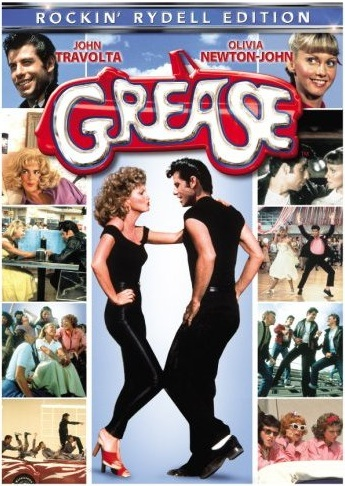 ROCKIN' RYDELL EDITION
JOHN
TRAVOLTA
OLIVIA
NEWTON-JOHN
GREASE